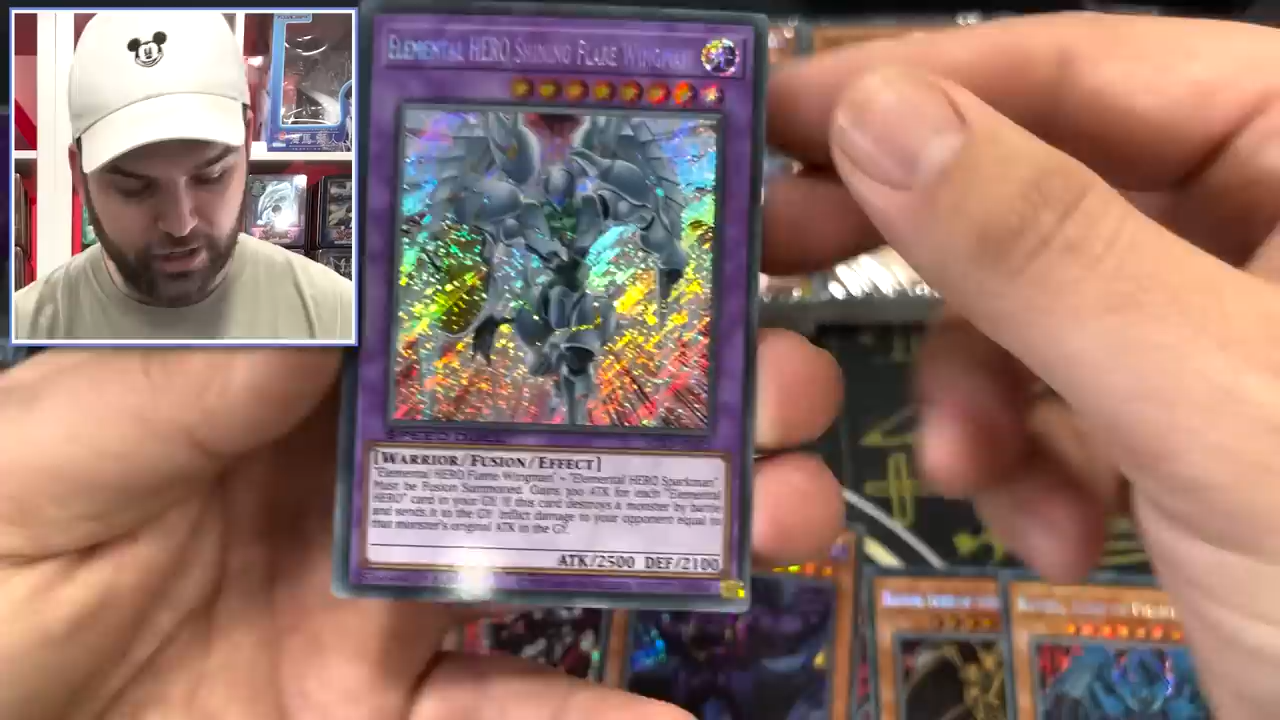 ELEMENTAL HERO SHINING FLARE WINGMAN
SPEED DUEL
[WARRIOR/FUSION/EFFECT]
"Elemental HERO Flame Wingman" + "Elemental HERO Sparkman"
Must be Fusion Summoned. Gains 300 ATK for each "Elemental
HERO" card in your GY. If this card destroys a monster by battle
and sends it to the GY: Inflict damage to your opponent equal to
that monster's original ATK in the GY.
ATK/2500 DEF/2100